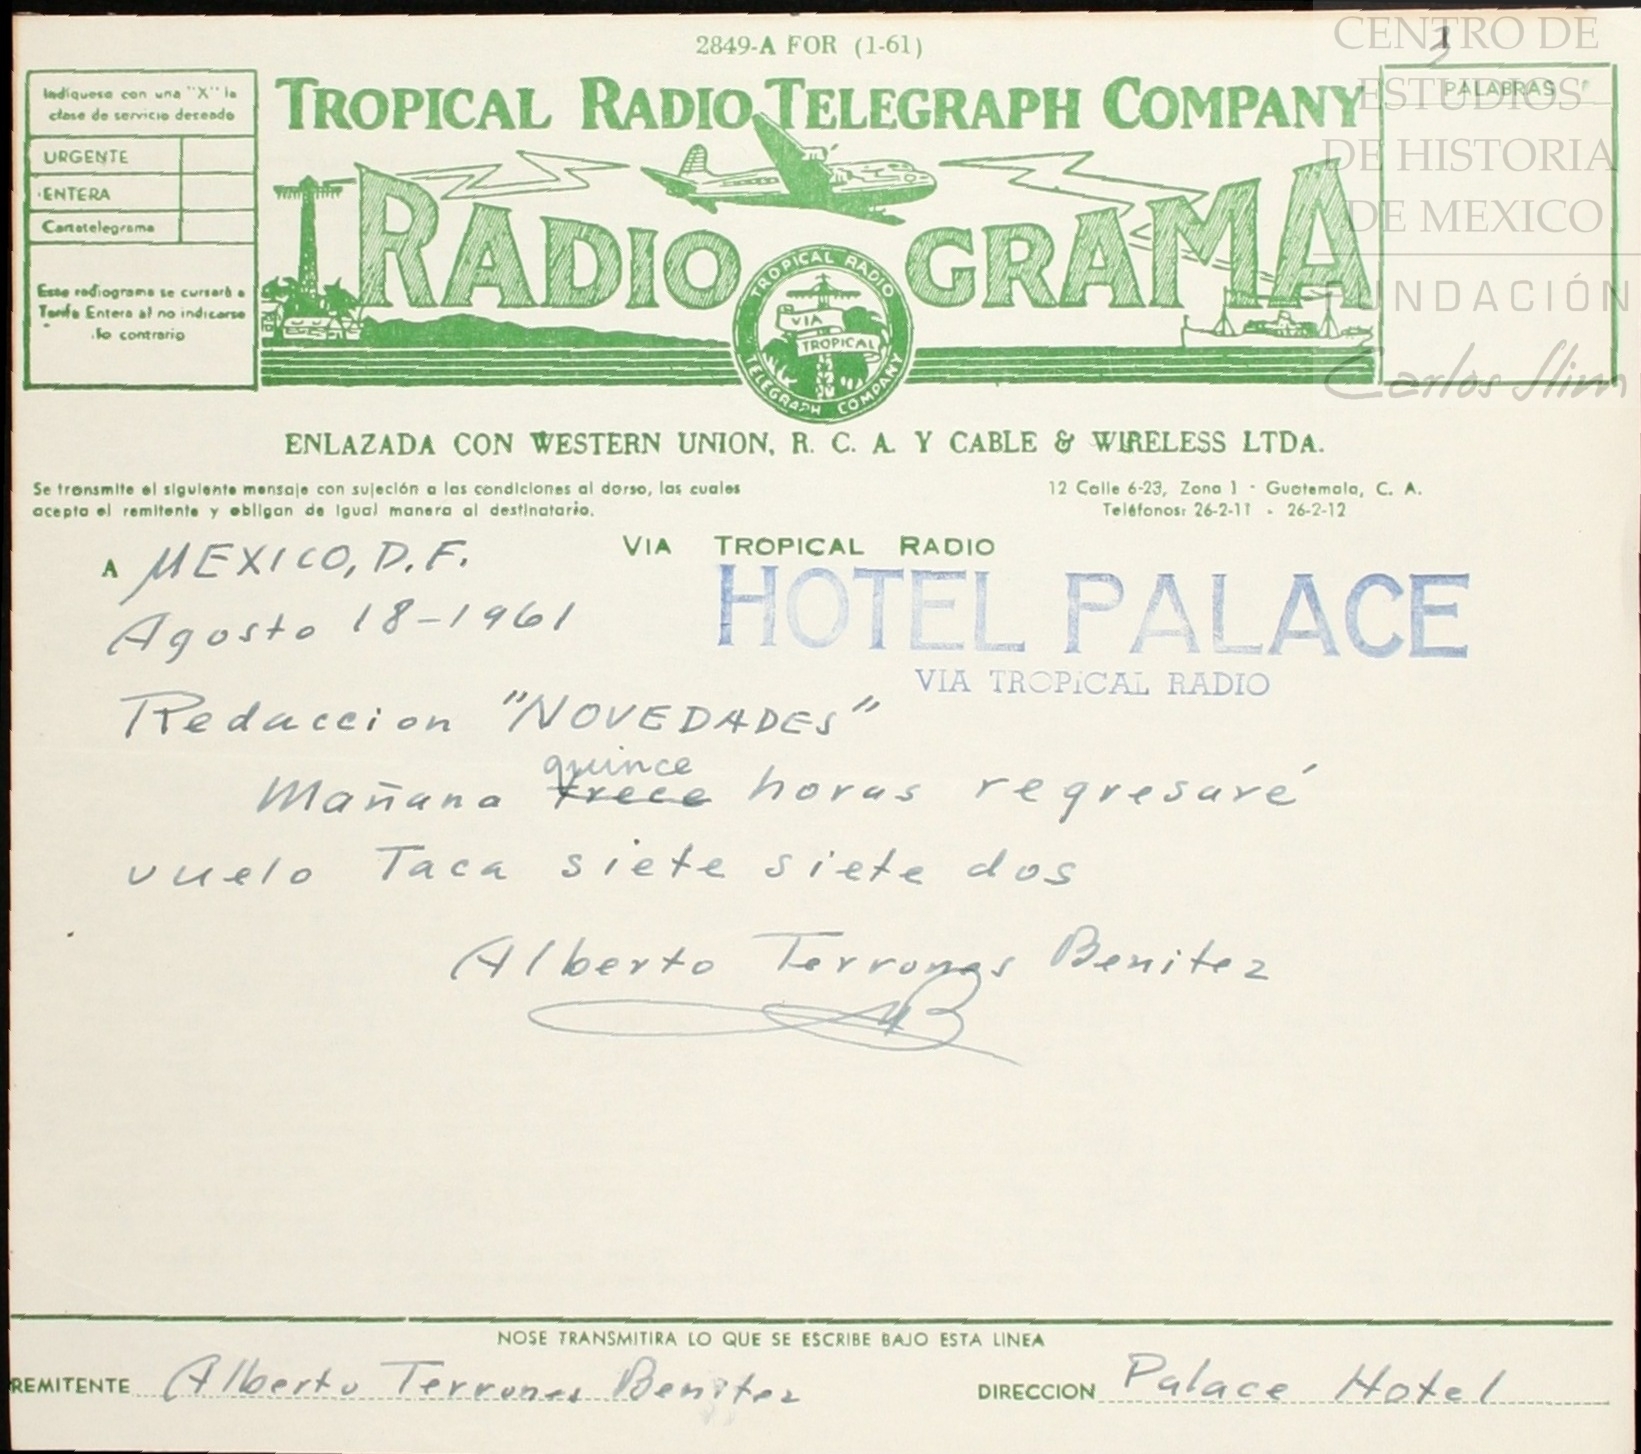 2849-A FOR (1-61)
CENTRO DE
ESTUDIOS
DE HISTORIA
DE MEXICO
FUNDACIÓN
Carlos Slim
Indíquese con una "X" la
clase de servicio deseado
URGENTE
ENTERA
Cartatelegrama
Este radiograma se cursará a
Tarifa Entera al no indicarse
lo contrario
TROPICAL RADIO TELEGRAPH COMPANY
RADIOGRAMA
TROPICAL RADIO
VIA
TROPICAL
TELEGRAPH COMPANY
PALABRAS
ENLAZADA CON WESTERN UNION, R. C. A. Y CABLE & WIRELESS LTDA.
Se transmite el siguiente mensaje con sujeción a las condiciones al dorso, las cuales
acepta el remitente y obligan de igual manera al destinatario.
12 Calle 6-23, Zona 1 - Guatemala, C. A.
Teléfonos: 26-2-11 - 26-2-12
A MEXICO, D.F.
VIA TROPICAL RADIO
HOTEL PALACE
VIA TROPICAL RADIO
Agosto 18-1961
Redaccion "NOVEDADES"
quince
Mañana trece horas regresaré
vuelo Taca siete siete dos
Alberto Terrones Benitez
NOSE TRANSMITIRA LO QUE SE ESCRIBE BAJO ESTA LINEA
REMITENTE Alberto Terrones Benitez
DIRECCION Palace Hotel